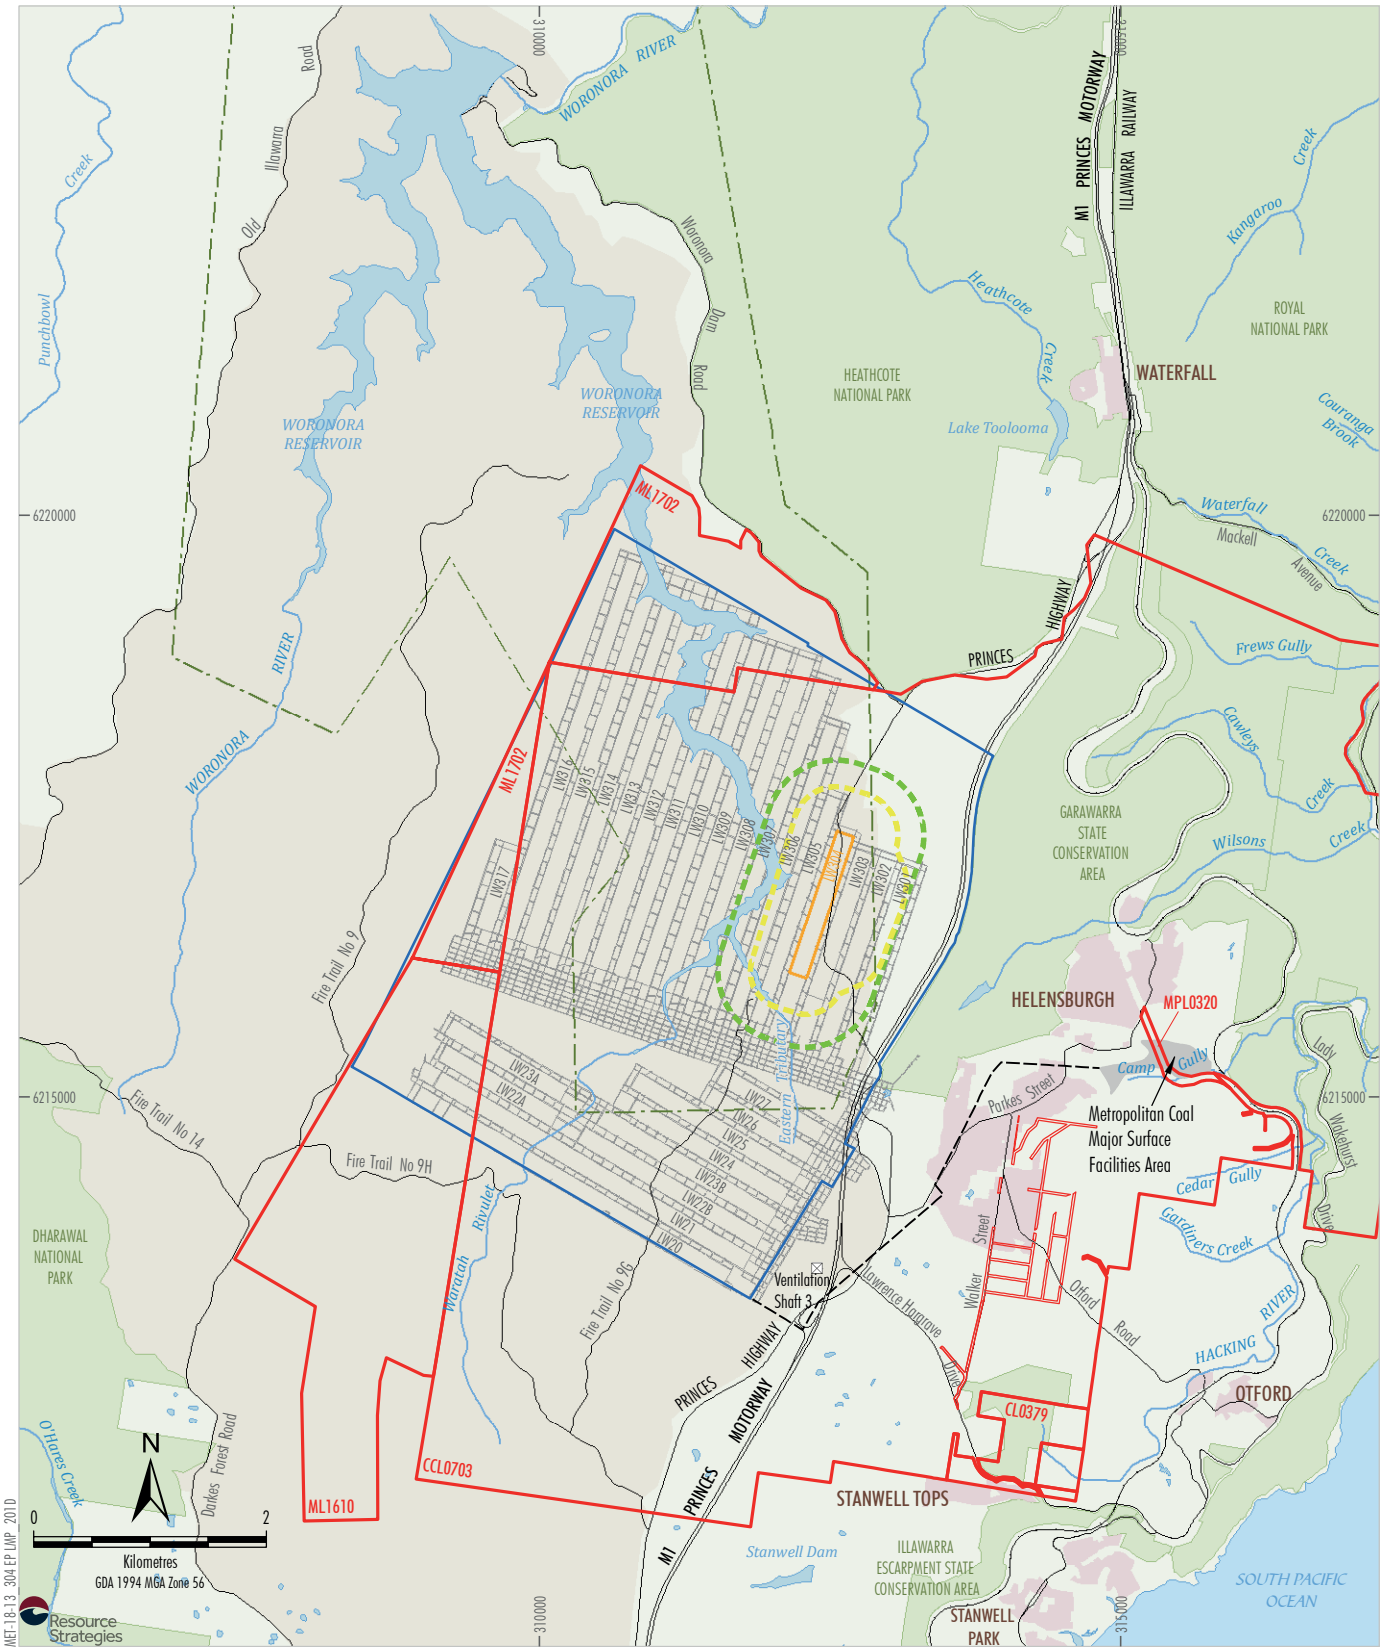 310000
315000
WORONORA RIVER
Old Illawarra Road
Punchbowl Creek
M1 PRINCES MOTORWAY
ILLAWARRA RAILWAY
Kangaroo Creek
Woronora Dam Road
Heathcote Creek
ROYAL
NATIONAL PARK
HEATHCOTE
NATIONAL PARK
WATERFALL
WORONORA
RESERVOIR
WORONORA
RESERVOIR
Lake Toolooma
Couranga
Brook
ML1702
6220000
6220000
Waterfall Creek
Mackell Avenue
PRINCES HIGHWAY
Frews Gully
WORONORA RIVER
Cawleys Creek
Wilsons Creek
GARAWARRA
STATE
CONSERVATION
AREA
ML1702
LW316
LW315
LW314
LW313
LW312
LW311
LW310
LW309
LW308
LW307
LW306
LW305
LW304
LW303
LW302
LW301
LW317
Fire Trail No 9
HELENSBURGH
MPL0320
Camp Gully
Lady Wakehurst Drive
Eastern Tributary
Parkes Street
Metropolitan Coal
Major Surface
Facilities Area
6215000
6215000
LW23A
LW22A
LW27
LW26
LW25
LW24
LW23B
LW22B
LW21
LW20
Fire Trail No 14
Fire Trail No 9H
Cedar Gully
Gardiners Creek
DHARAWAL
NATIONAL
PARK
Waratah Rivulet
Fire Trail No 9G
Ventilation
Shaft 3
Lawrence Hargrave Drive
Walker Street
Otford Road
HACKING RIVER
PRINCES HIGHWAY
M1 PRINCES MOTORWAY
OTFORD
CL0379
O'Hares Creek
Darkes Forest Road
CCL0703
ML1610
STANWELL TOPS
N
0 2
Kilometres
GDA 1994 MGA Zone 56
Stanwell Dam
ILLAWARRA
ESCARPMENT STATE
CONSERVATION AREA
STANWELL
PARK
SOUTH PACIFIC
OCEAN
310000
315000
MET-18-13 304 EP LMP_201D
Resource
Strategies